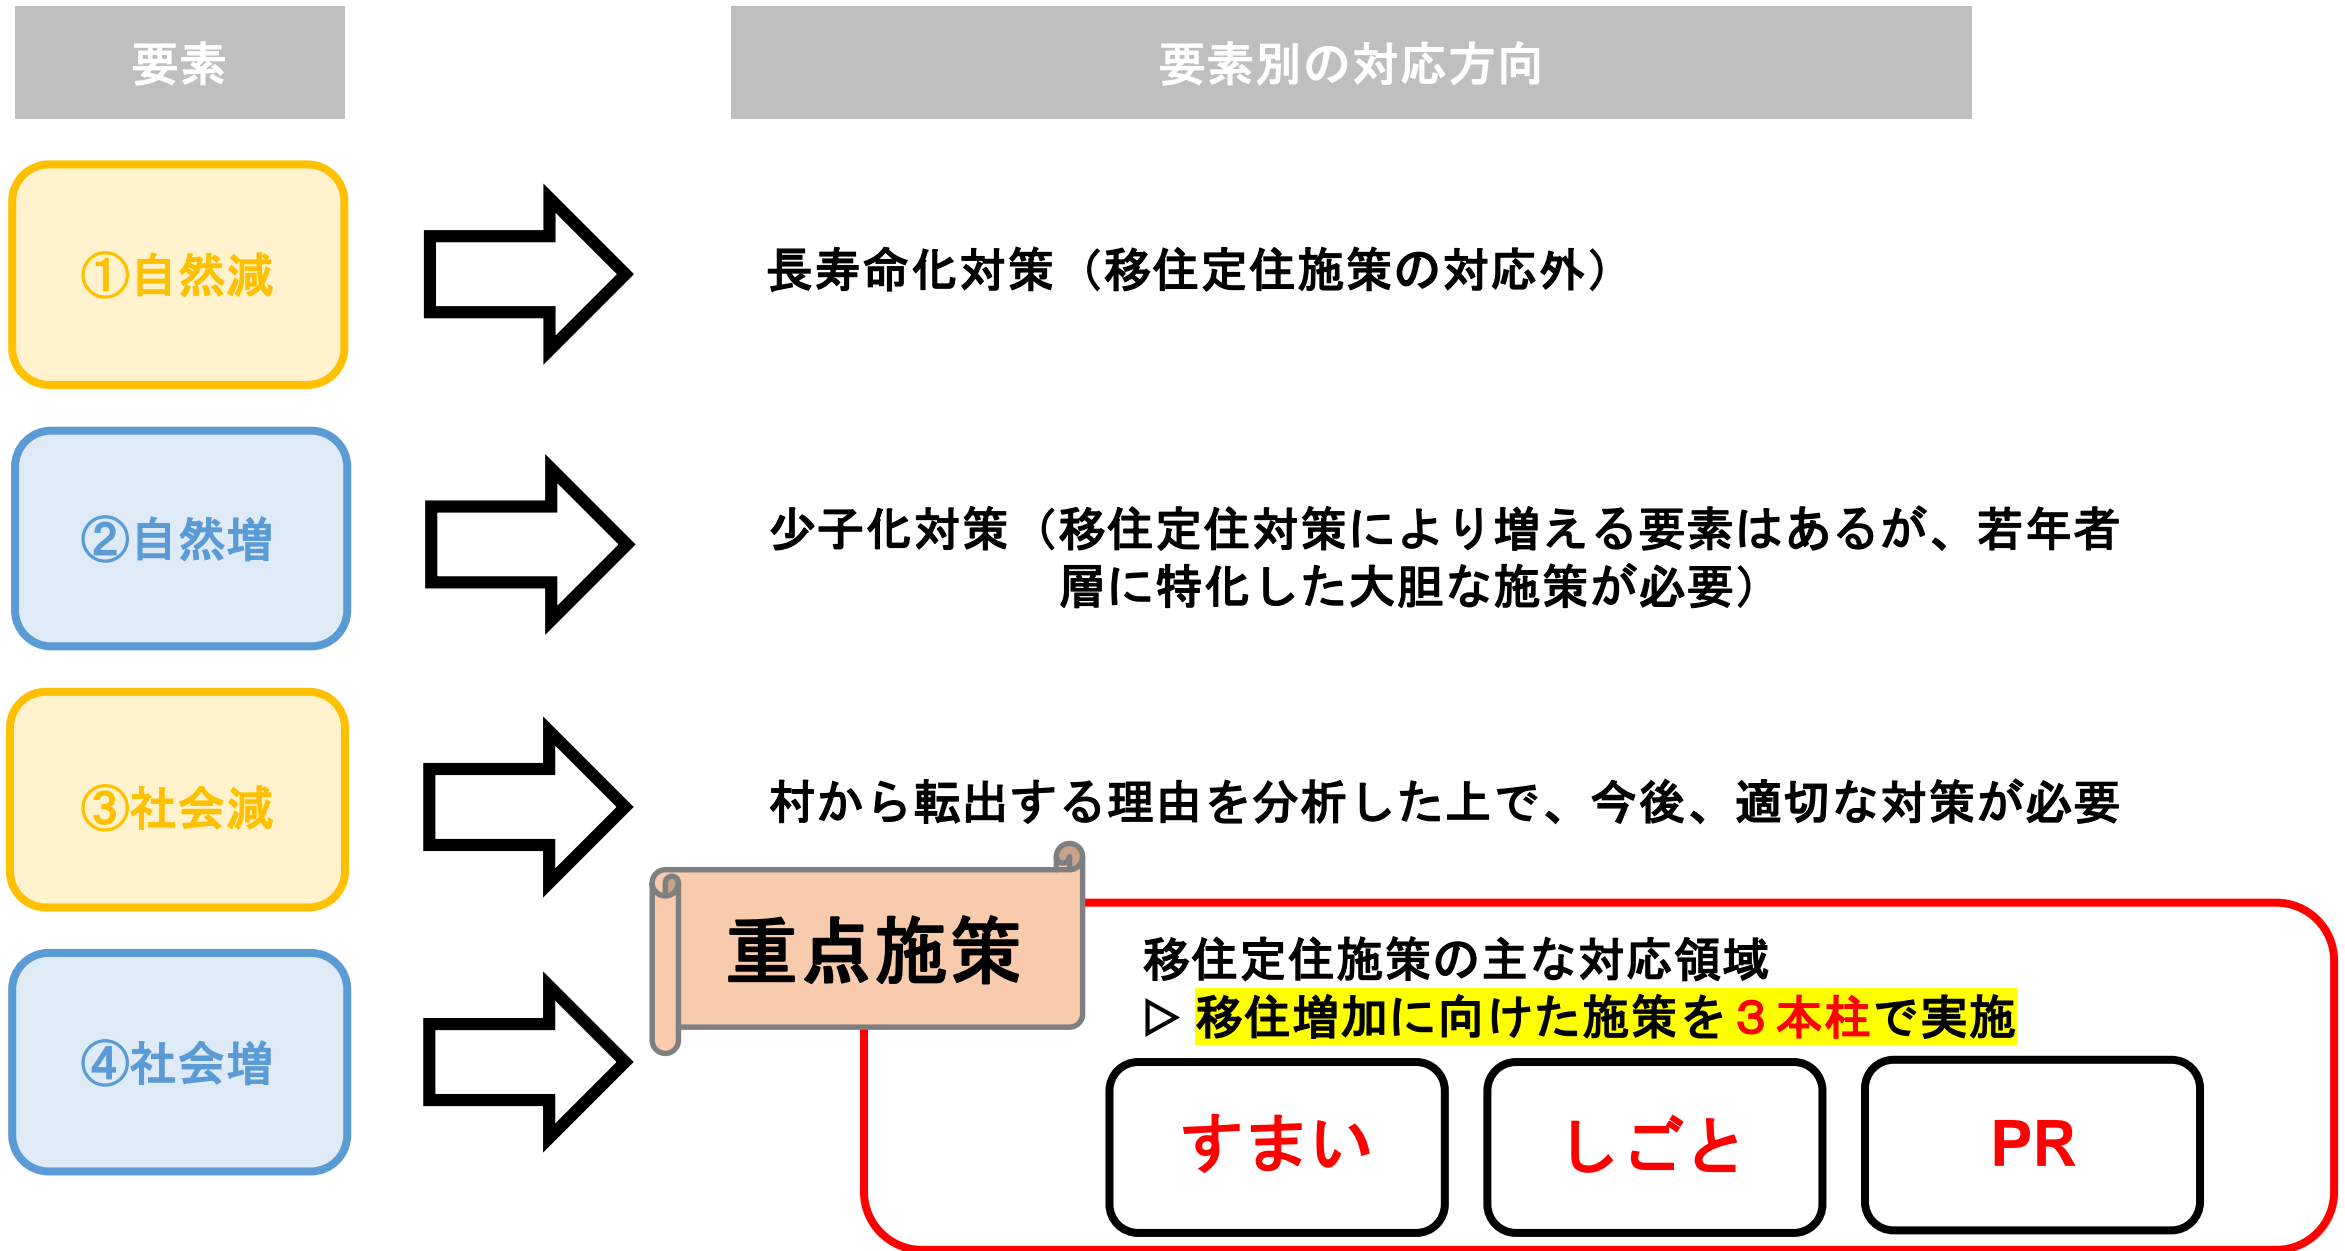 要素
要素別の対応方向
①自然減
長寿命化対策（移住定住施策の対応外）
②自然増
少子化対策（移住定住対策により増える要素はあるが、若年者
層に特化した大胆な施策が必要）
③社会減
村から転出する理由を分析した上で、今後、適切な対策が必要
④社会増
重点施策
移住定住施策の主な対応領域
▷ 移住増加に向けた施策を３本柱で実施
すまい
しごと
PR